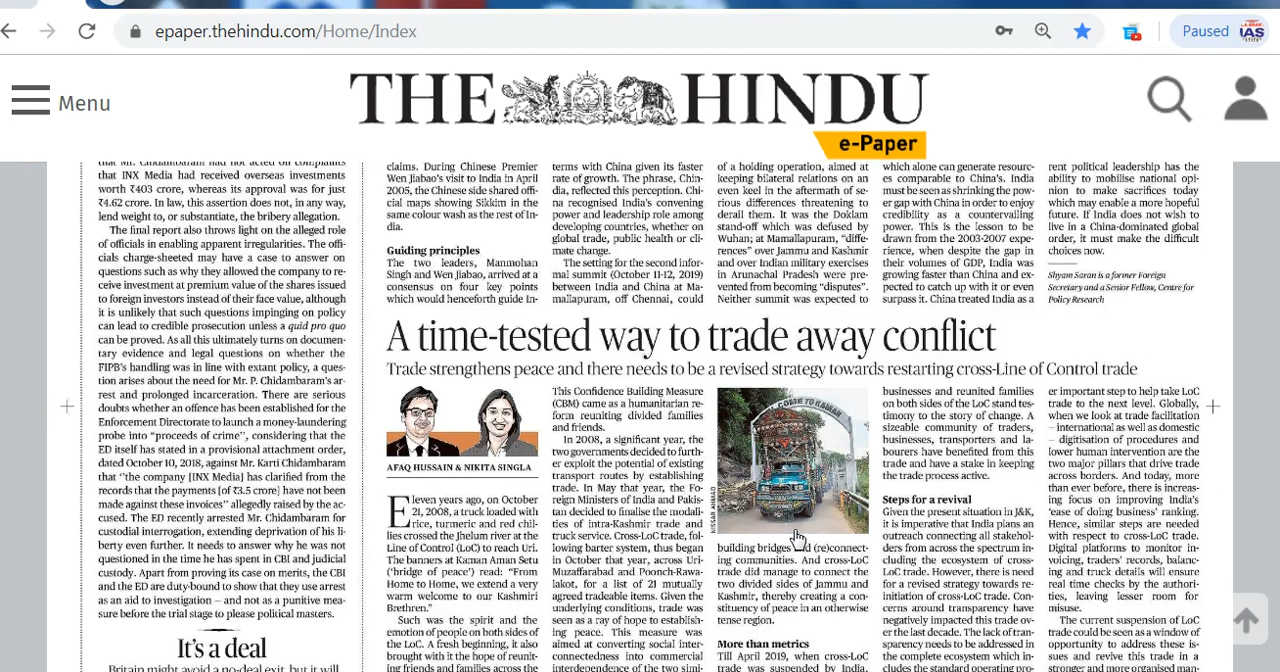 epaper.thehindu.com/Home/Index
Paused
IAS
Menu
THE HINDU
e-Paper
that Mr. Chidambaram had not acted on complaints
that INX Media had received overseas investments
worth ₹403 crore, whereas its approval was for just
₹4.62 crore. In law, this assertion does not, in any way,
lend weight to, or substantiate, the bribery allegation.
The final report also throws light on the alleged role
of officials in enabling apparent irregularities. The offi-
cials charge-sheeted may have a case to answer on
questions such as why they allowed the company to re-
ceive investment at premium value of the shares issued
to foreign investors instead of their face value, although
it is unlikely that such questions impinging on policy
can lead to credible prosecution unless a quid pro quo
can be proved. As all this ultimately turns on documen-
tary evidence and legal questions on whether the
FIPB's handling was in line with extant policy, a ques-
tion arises about the need for Mr. P. Chidambaram's ar-
rest and prolonged incarceration. There are serious
doubts whether an offence has been established for the
Enforcement Directorate to launch a money-laundering
probe into “proceeds of crime”, considering that the
ED itself has stated in a provisional attachment order,
dated October 10, 2018, against Mr. Karti Chidambaram
that “the company [INX Media] has clarified from the
records that the payments [of ₹3.5 crore] have not been
made against these invoices” allegedly raised by the ac-
cused. The ED recently arrested Mr. Chidambaram for
custodial interrogation, extending deprivation of his li-
berty even further. It needs to answer why he was not
questioned in the time he has spent in CBI and judicial
custody. Apart from proving its case on merits, the CBI
and the ED are duty-bound to show that they use arrest
as an aid to investigation – and not as a punitive mea-
sure before the trial stage to please political masters.
It's a deal
Britain might avoid a no-deal exit, but it will
claims. During Chinese Premier
Wen Jiabao's visit to India in April
2005, the Chinese side shared offi-
cial maps showing Sikkim in the
same colour wash as the rest of In-
dia.
Guiding principles
The two leaders, Manmohan
Singh and Wen Jiabao, arrived at a
consensus on four key points
which would henceforth guide In-
terms with China given its faster
rate of growth. The phrase, Chin-
dia, reflected this perception. Chi-
na recognised India's convening
power and leadership role among
developing countries, whether on
global trade, public health or cli-
mate change.
The setting for the second infor-
mal summit (October 11-12, 2019)
between India and China at Ma-
mallapuram, off Chennai, could
of a holding operation, aimed at
keeping bilateral relations on an
even keel in the aftermath of se-
rious differences threatening to
derail them. It was the Doklam
stand-off which was defused by
Wuhan; at Mamallapuram, “diffe-
rences” over Jammu and Kashmir
and over Indian military exercises
in Arunachal Pradesh were pre-
vented from becoming “disputes”.
Neither summit was expected to
which alone can generate resourc-
es comparable to China's. India
must be seen as shrinking the pow-
er gap with China in order to enjoy
credibility as a countervailing
power. This is the lesson to be
drawn from the 2003-2007 expe-
rience, when despite the gap in
their volumes of GDP, India was
growing faster than China and ex-
pected to catch up with it or even
surpass it. China treated India as a
rent political leadership has the
ability to mobilise national opi-
nion to make sacrifices today
which may enable a more hopeful
future. If India does not wish to
live in a China-dominated global
order, it must make the difficult
choices now.
Shyam Saran is a former Foreign
Secretary and a Senior Fellow, Centre for
Policy Research
A time-tested way to trade away conflict
Trade strengthens peace and there needs to be a revised strategy towards restarting cross-Line of Control trade
AFAQ HUSSAIN & NIKITA SINGLA
Eleven years ago, on October
21, 2008, a truck loaded with
rice, turmeric and red chil-
lies crossed the Jhelum river at the
Line of Control (LoC) to reach Uri.
The banners at Kaman Aman Setu
('bridge of peace') read: “From
Home to Home, we extend a very
warm welcome to our Kashmiri
Brethren.”
Such was the spirit and the
emotion of people on both sides of
the LoC. A fresh beginning, it also
brought with it the hope of reunit-
ing friends and families across the
This Confidence Building Measure
(CBM) came as a humanitarian re-
form reuniting divided families
and friends.
In 2008, a significant year, the
two governments decided to furth-
er exploit the potential of existing
transport routes by establishing
trade. In May that year, the Fo-
reign Ministers of India and Pakis-
tan decided to finalise the modali-
ties of intra-Kashmir trade and
truck service. Cross-LoC trade, fol-
lowing barter system, thus began
in October that year, across Uri-
Muzaffarabad and Poonch-Rawa-
lakot, for a list of 21 mutually
agreed tradeable items. Given the
underlying conditions, trade was
seen as a ray of hope to establish-
ing peace. This measure was
aimed at converting social inter-
connectedness into commercial
interdependence of the two simi-
ROUTE TO KAMAN
NISSAR AHMAD
building bridges and (re)connect-
ing communities. And cross-LoC
trade did manage to connect the
two divided sides of Jammu and
Kashmir, thereby creating a con-
stituency of peace in an otherwise
tense region.
More than metrics
Till April 2019, when cross-LoC
trade was suspended by India,
businesses and reunited families
on both sides of the LoC stand tes-
timony to the story of change. A
sizeable community of traders,
businesses, transporters and la-
bourers have benefited from this
trade and have a stake in keeping
the trade process active.
Steps for a revival
Given the present situation in J&K,
it is imperative that India plans an
outreach connecting all stakehold-
ers from across the spectrum in-
cluding the ecosystem of cross-
LoC trade. However, there is need
for a revised strategy towards re-
initiation of cross-LoC trade. Con-
cerns around transparency have
negatively impacted this trade ov-
er the last decade. The lack of tran-
sparency needs to be addressed in
the complete ecosystem which in-
cludes the standard operating pro-
er important step to help take LoC
trade to the next level. Globally,
when we look at trade facilitation
– international as well as domestic
– digitisation of procedures and
lower human intervention are the
two major pillars that drive trade
across borders. And today, more
than ever before, there is increas-
ing focus on improving India's
'ease of doing business' ranking.
Hence, similar steps are needed
with respect to cross-LoC trade.
Digital platforms to monitor in-
voicing, traders' records, balanc-
ing and truck details will ensure
real time checks by the authori-
ties, leaving lesser room for
misuse.
The current suspension of LoC
trade could be seen as a window of
opportunity to address these is-
sues and revive this trade in a
stronger and more organised man-